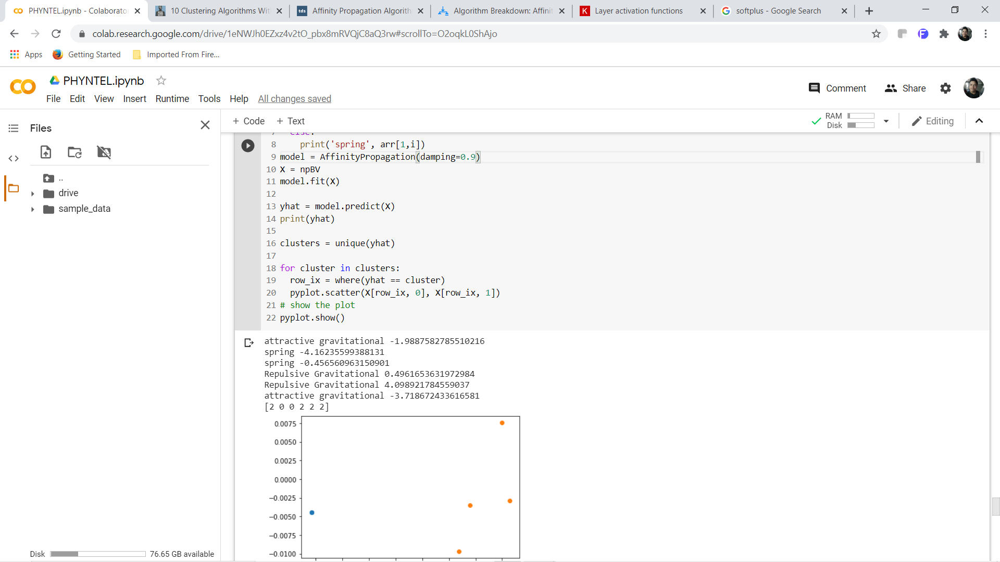 PHYNTEL.ipynb - Colaborato
10 Clustering Algorithms Wit
tds Affinity Propagation Algorith
Algorithm Breakdown: Affinit
K Layer activation functions
G softplus - Google Search
colab.research.google.com/drive/1eNWJh0EZxz4v2tO_pbx8mRVQjC8aQ3rw#scrollTo=O2oqkL0ShAjo
Apps Getting Started Imported From Fire...
PHYNTEL.ipynb
File Edit View Insert Runtime Tools Help All changes saved
Comment Share
Files
..
drive
sample_data
Disk 76.65 GB available
+ Code + Text
RAM
Disk
Editing
7 else:
8 print('spring', arr[1,i])
9 model = AffinityPropagation(damping=0.9)
10 X = npBV
11 model.fit(X)
12
13 yhat = model.predict(X)
14 print(yhat)
15
16 clusters = unique(yhat)
17
18 for cluster in clusters:
19 row_ix = where(yhat == cluster)
20 pyplot.scatter(X[row_ix, 0], X[row_ix, 1])
21 # show the plot
22 pyplot.show()
attractive gravitational -1.9887582785510216
spring -4.16235599388131
spring -0.456560963150901
Repulsive Gravitational 0.4961653631972984
Repulsive Gravitational 4.098921784559037
attractive gravitational -3.718672433616581
[2 0 0 2 2 2]
0.0075
0.0050
0.0025
0.0000
−0.0025
−0.0050
−0.0075
−0.0100